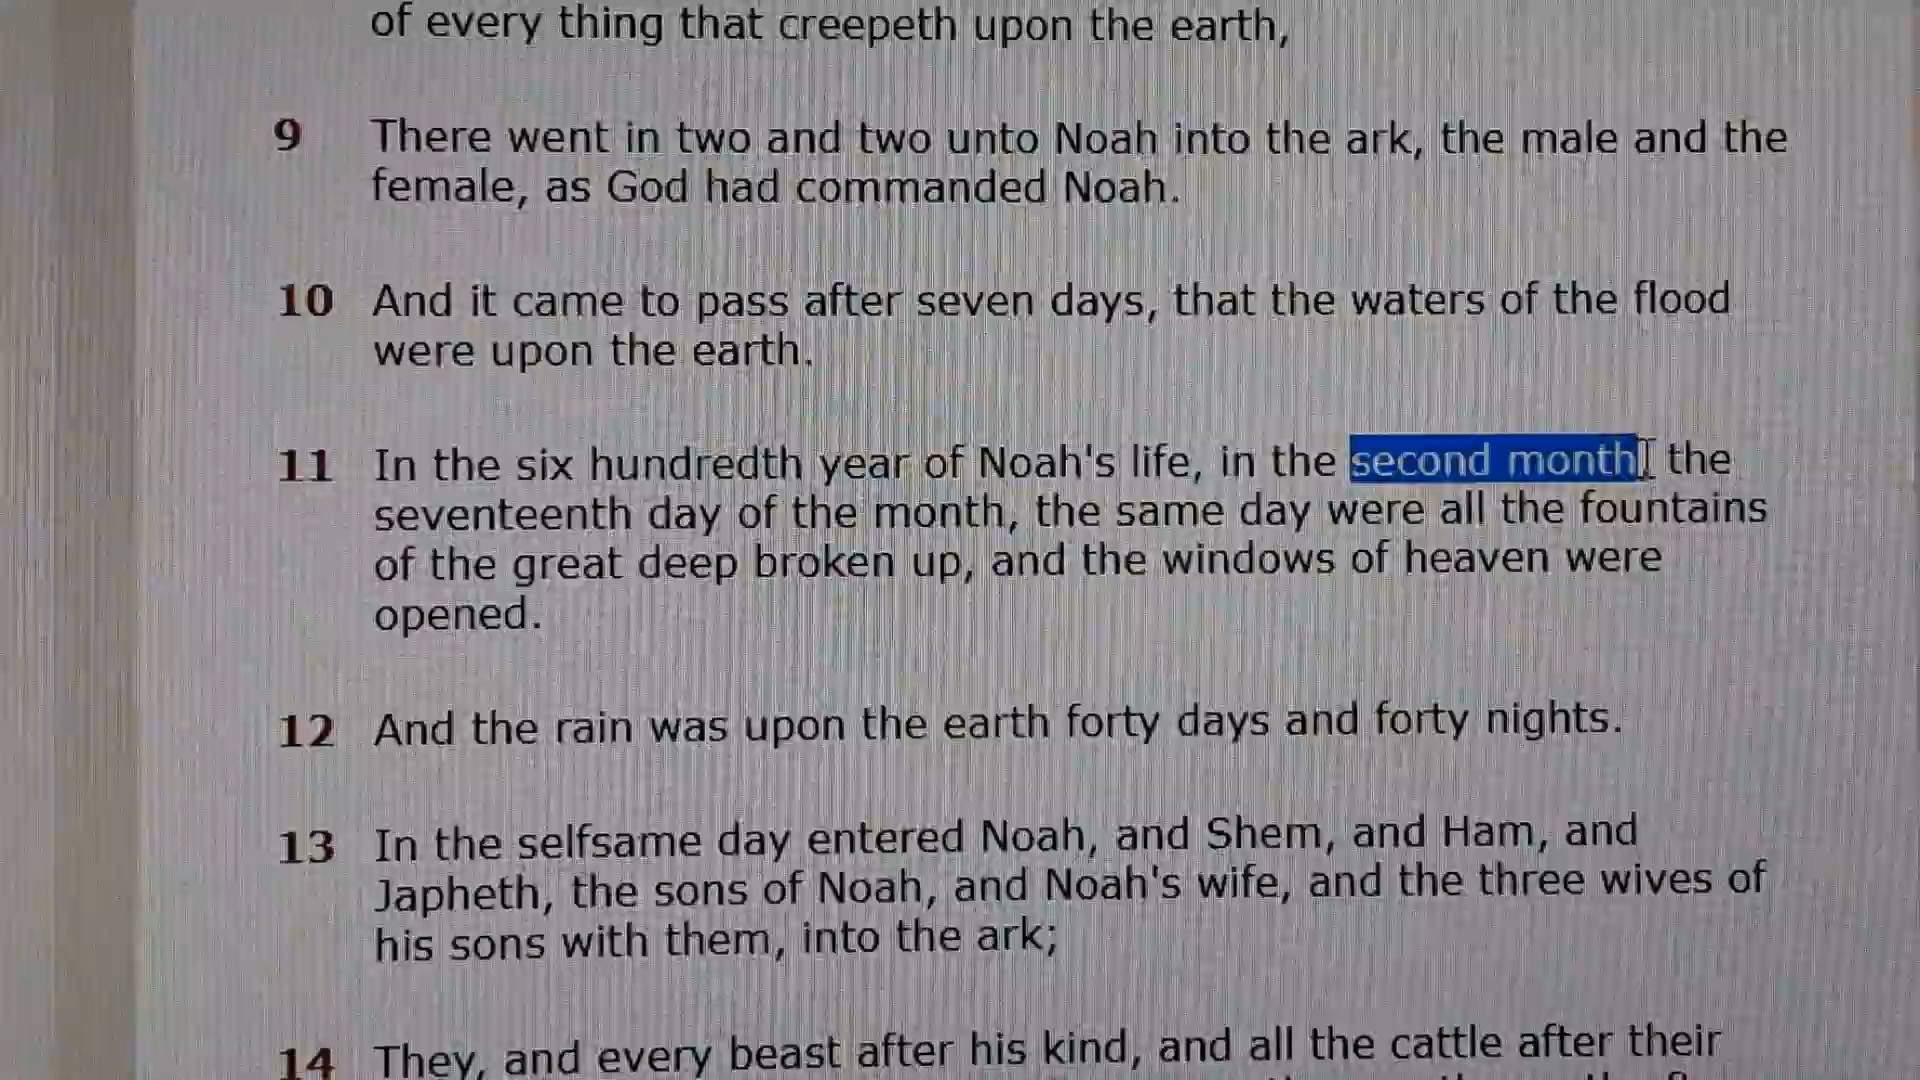 of every thing that creepeth upon the earth,
9 There went in two and two unto Noah into the ark, the male and the
female, as God had commanded Noah.
10 And it came to pass after seven days, that the waters of the flood
were upon the earth.
11 In the six hundredth year of Noah's life, in the second month, the
seventeenth day of the month, the same day were all the fountains
of the great deep broken up, and the windows of heaven were
opened.
12 And the rain was upon the earth forty days and forty nights.
13 In the selfsame day entered Noah, and Shem, and Ham, and
Japheth, the sons of Noah, and Noah's wife, and the three wives of
his sons with them, into the ark;
14 They, and every beast after his kind, and all the cattle after their